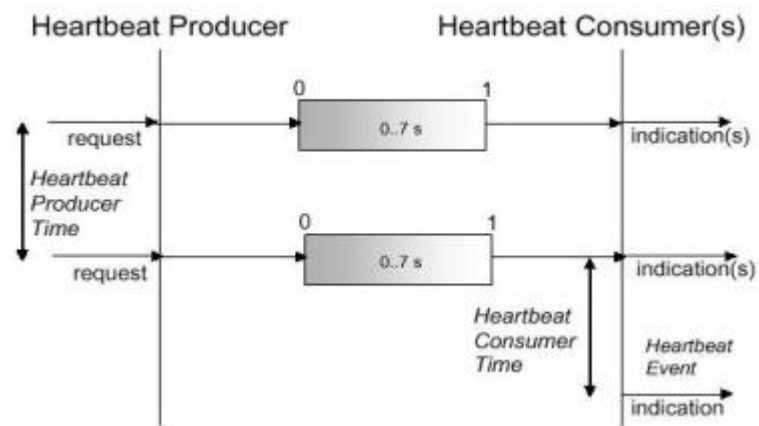 Heartbeat Producer
Heartbeat Consumer(s)
0
1
0..7 s
request
indication(s)
Heartbeat
Producer
Time
0
1
0..7 s
request
indication(s)
Heartbeat
Consumer
Time
Heartbeat
Event
indication